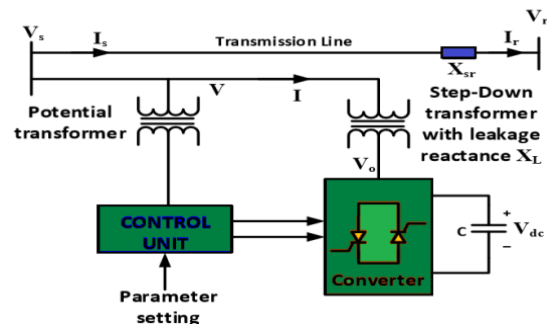 Vs
Is
Transmission Line
Ir
Vr
Xsr
V
I
Potential
transformer
Step-Down
transformer
with leakage
reactance XL
Vo
CONTROL
UNIT
Converter
C
+
Vdc
−
Parameter
setting